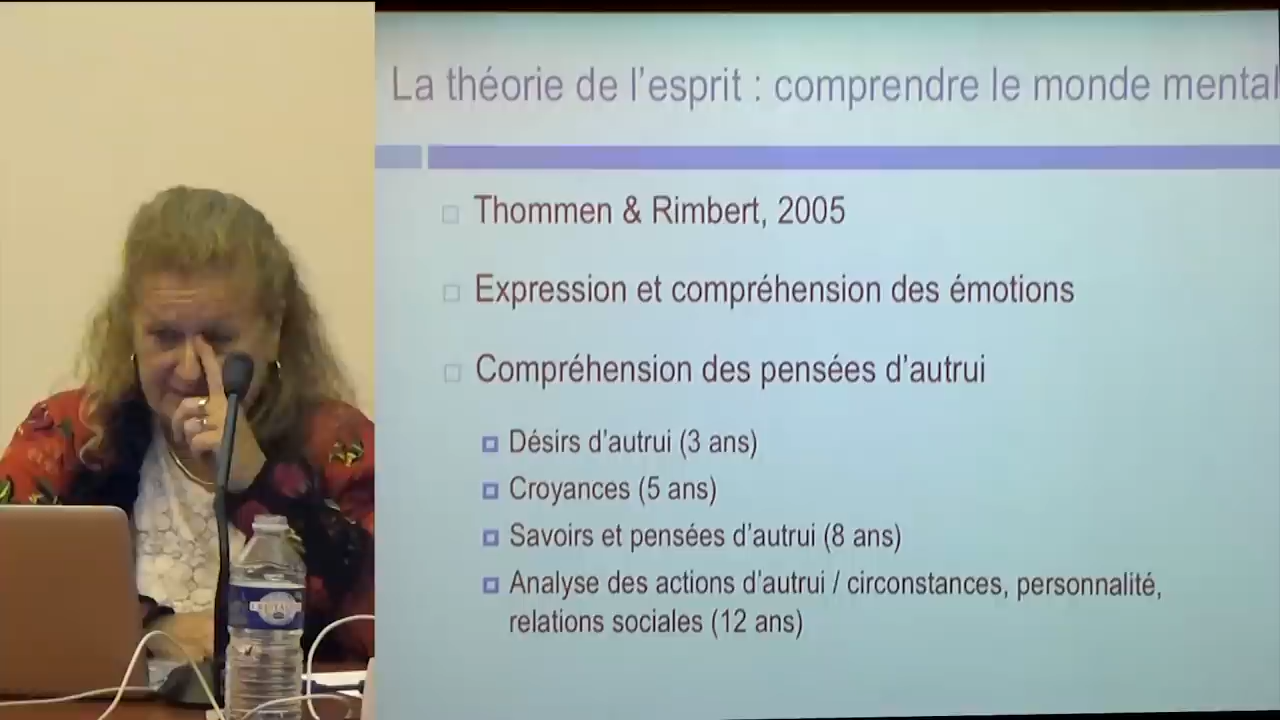 La théorie de l'esprit : comprendre le monde mental
Thommen & Rimbert, 2005
Expression et compréhension des émotions
Compréhension des pensées d'autrui
Désirs d'autrui (3 ans)
Croyances (5 ans)
Savoirs et pensées d'autrui (8 ans)
Analyse des actions d'autrui / circonstances, personnalité,
relations sociales (12 ans)